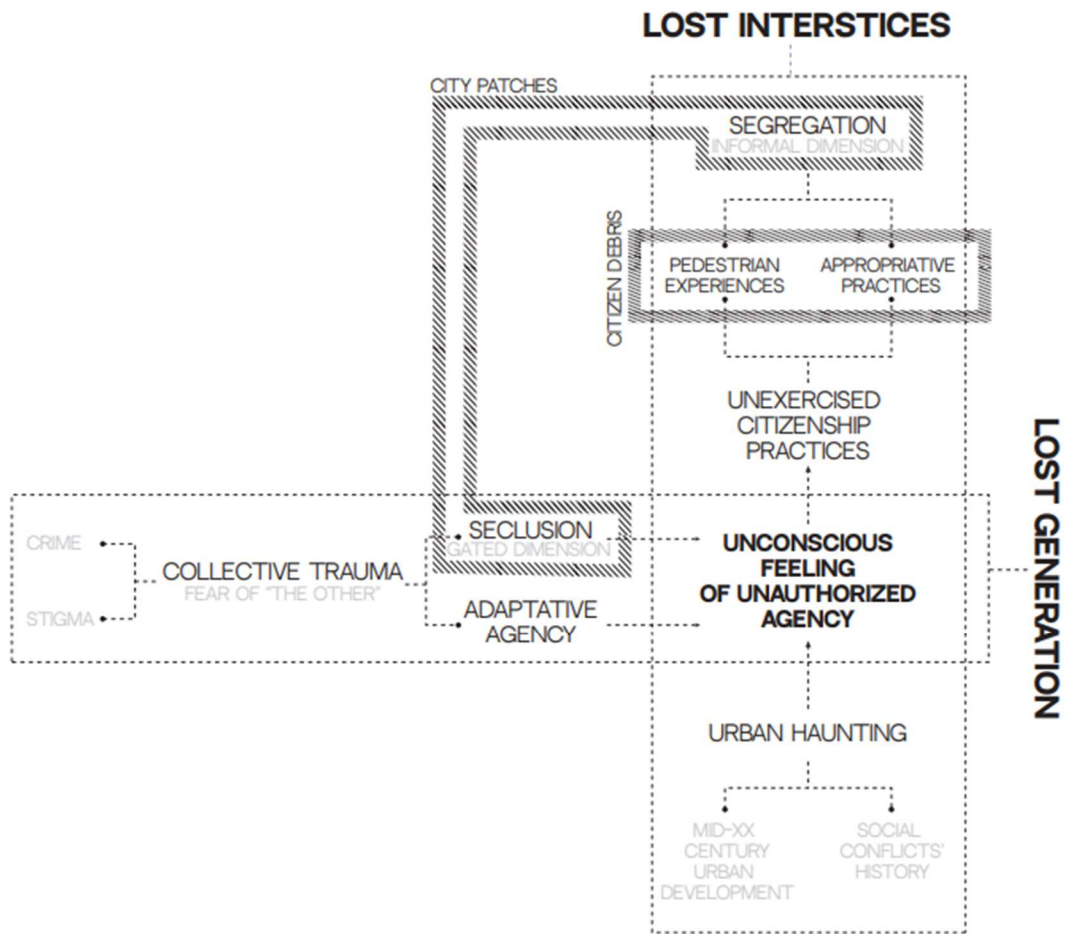 LOST INTERSTICES
CITY PATCHES
SEGREGATION
INFORMAL DIMENSION
CITIZEN DEBRIS
PEDESTRIAN
EXPERIENCES
APPROPRIATIVE
PRACTICES
UNEXERCISED
CITIZENSHIP
PRACTICES
LOST GENERATION
CRIME
STIGMA
COLLECTIVE TRAUMA
FEAR OF "THE OTHER"
SECLUSION
GATED DIMENSION
ADAPTATIVE
AGENCY
UNCONSCIOUS
FEELING
OF UNAUTHORIZED
AGENCY
URBAN HAUNTING
MID-XX
CENTURY
URBAN
DEVELOPMENT
SOCIAL
CONFLICTS'
HISTORY